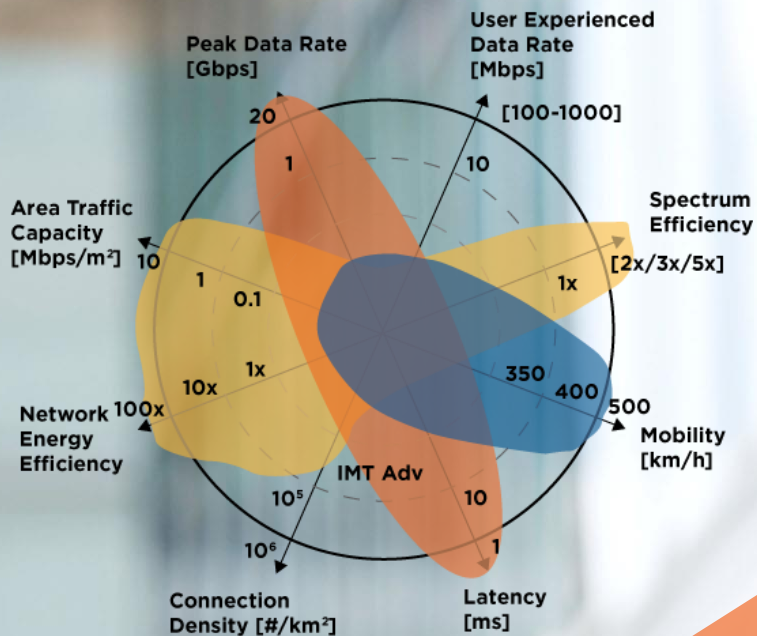 Peak Data Rate
[Gbps]
User Experienced
Data Rate
[Mbps]
20
[100-1000]
1
10
Spectrum
Efficiency
[2x/3x/5x]
1x
Area Traffic
Capacity
[Mbps/m²]
10
1
0.1
1x
10x
100x
Network
Energy
Efficiency
350
400
500
Mobility
[km/h]
IMT Adv
10⁵
10⁶
10
1
Connection
Density [#/km²]
Latency
[ms]